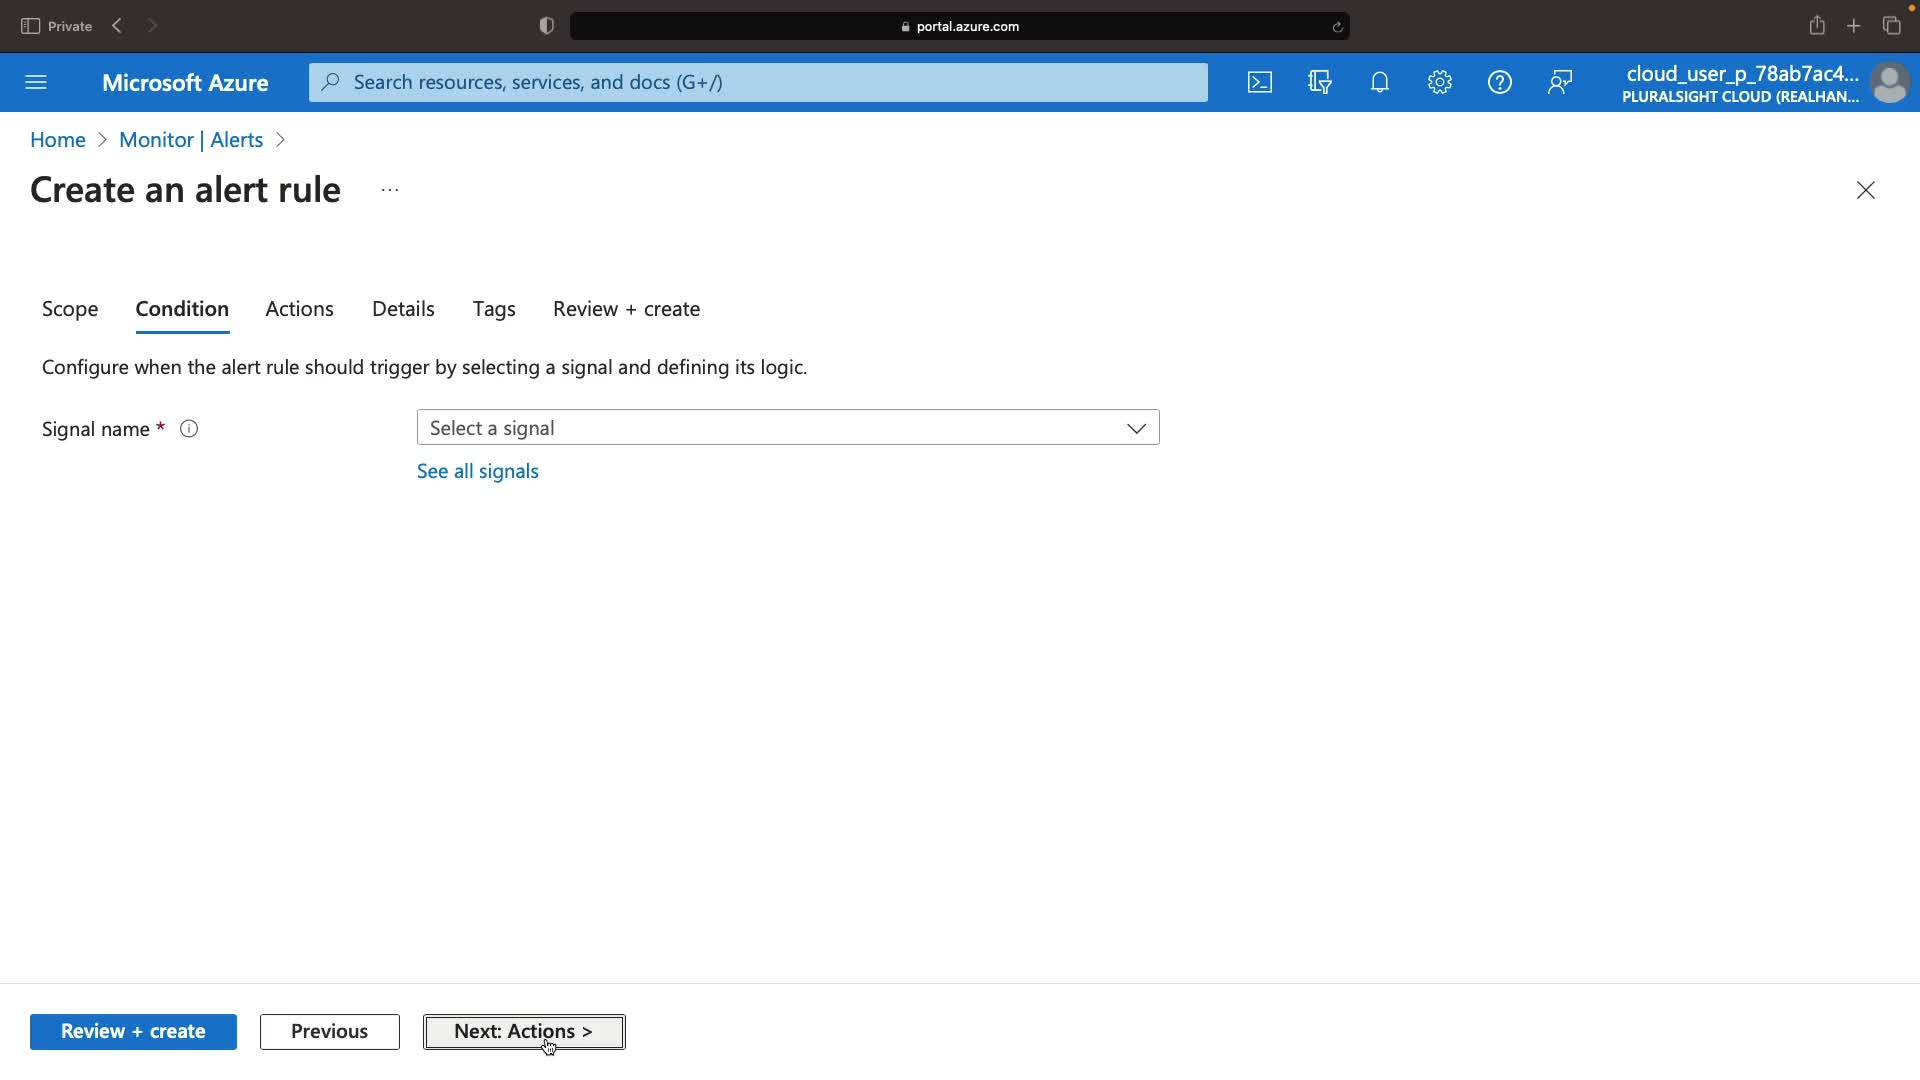 Private
portal.azure.com
Microsoft Azure
Search resources, services, and docs (G+/)
cloud_user_p_78ab7ac4...
PLURALSIGHT CLOUD (REALHAN...
Home > Monitor | Alerts >
Create an alert rule ...
Scope Condition Actions Details Tags Review + create
Configure when the alert rule should trigger by selecting a signal and defining its logic.
Signal name * Select a signal
See all signals
Review + create Previous Next: Actions >